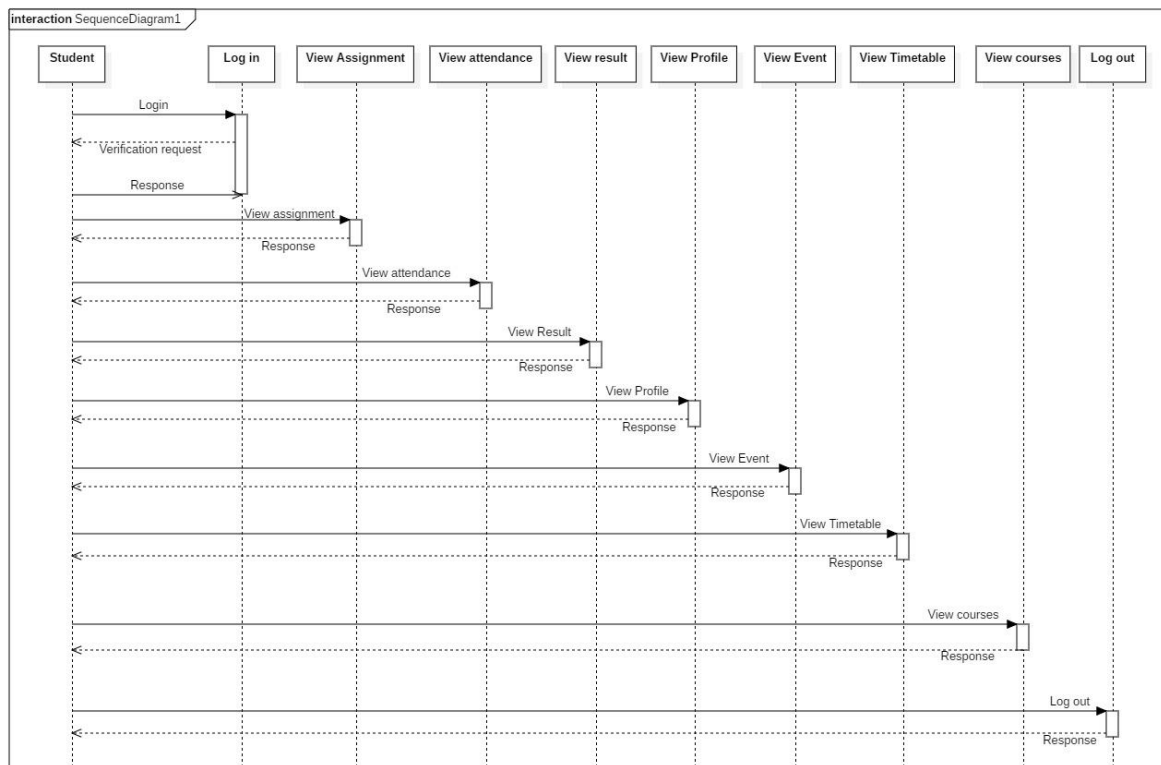 interaction SequenceDiagram1
Student
Log in
View Assignment
View attendance
View result
View Profile
View Event
View Timetable
View courses
Log out
Login
Verification request
Response
View assignment
Response
View attendance
Response
View Result
Response
View Profile
Response
View Event
Response
View Timetable
Response
View courses
Response
Log out
Response